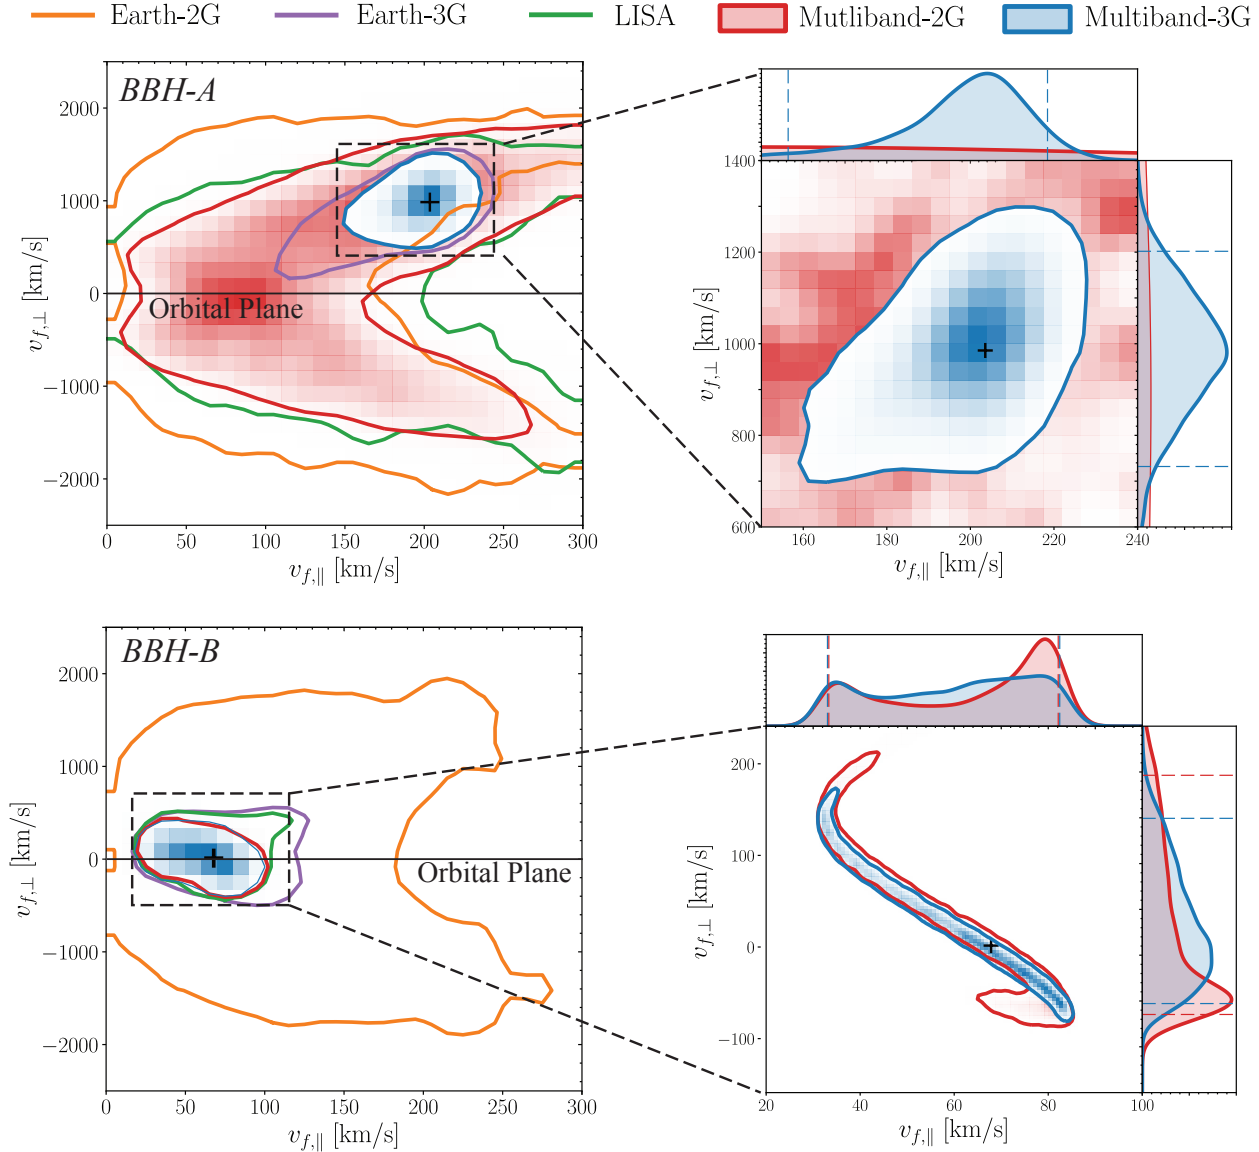 Earth-2G Earth-3G LISA Mutliband-2G Multiband-3G
BBH-A
2000
1000
0
−1000
−2000
v_{f,⊥} [km/s]
Orbital Plane
0 50 100 150 200 250 300
v_{f,∥} [km/s]
1400
1200
1000
800
600
v_{f,⊥} [km/s]
160 180 200 220 240
v_{f,∥} [km/s]
BBH-B
2000
1000
0
−1000
−2000
v_{f,⊥} [km/s]
Orbital Plane
0 50 100 150 200 250 300
v_{f,∥} [km/s]
200
100
0
−100
v_{f,⊥} [km/s]
20 40 60 80 100
v_{f,∥} [km/s]